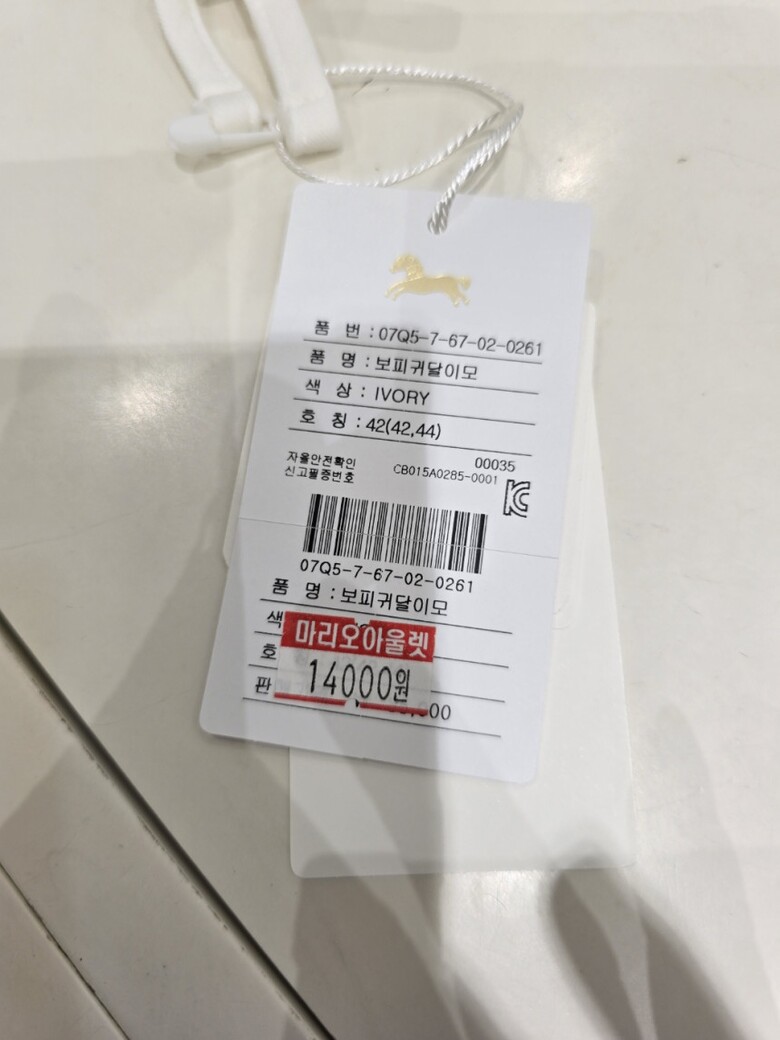 품 번 : 07Q5-7-67-02-0261
품 명 : 보피귀달이모
색 상 : IVORY
호 칭 : 42(42,44)
00035
자율안전확인
신고필증번호 CB015A0285-0001
07Q5-7-67-02-0261
품 명 : 보피귀달이모
색
마리오아울렛
호
14000원
판